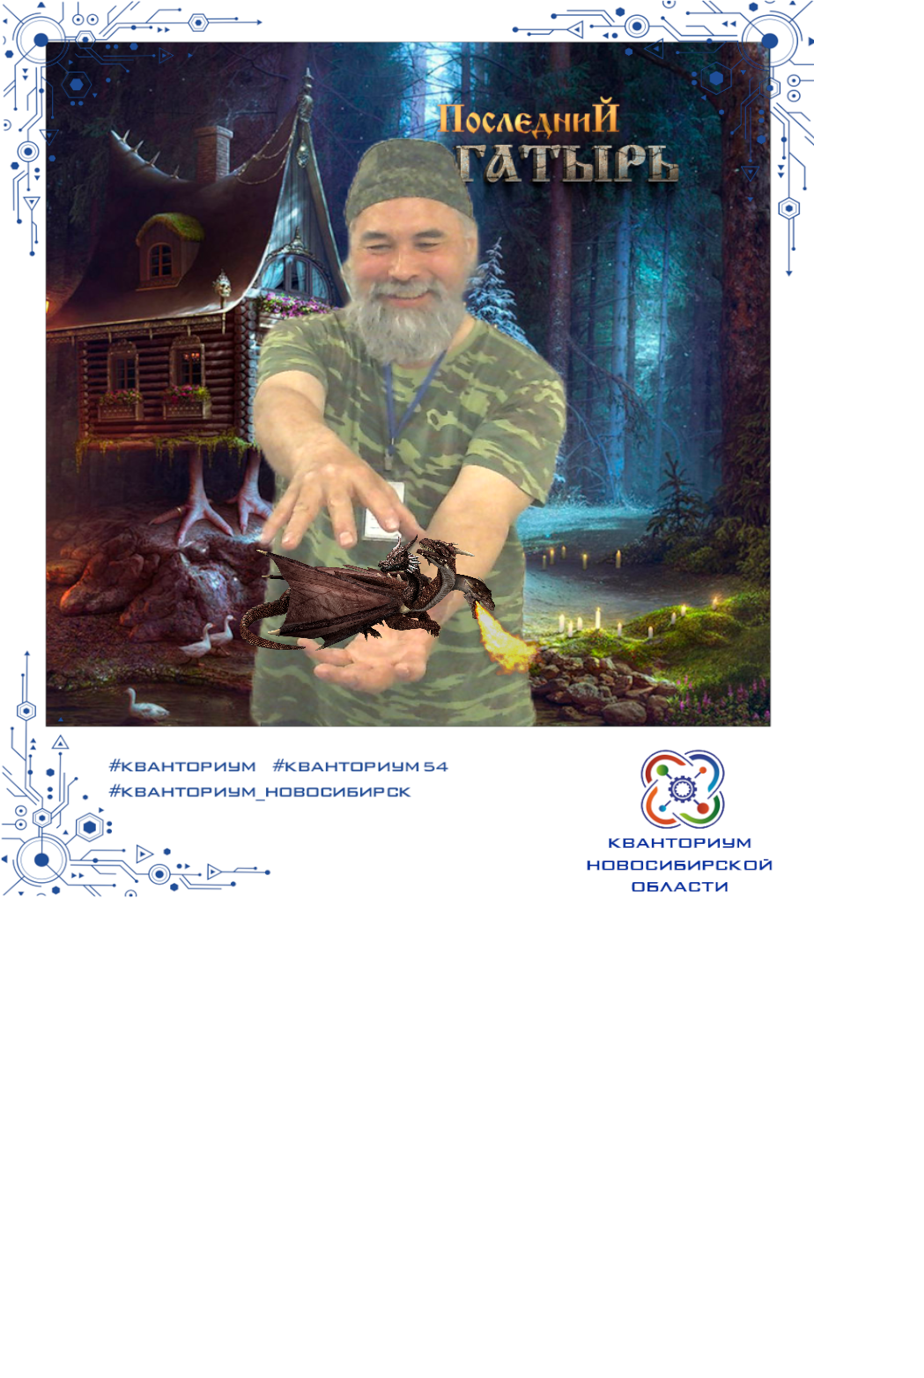 ПоследниЙ
ГАТЫРЬ
#КВАНТОРИУМ #КВАНТОРИУМ54
#КВАНТОРИУМ_НОВОСИБИРСК
КВАНТОРИУМ
НОВОСИБИРСКОЙ
ОБЛАСТИ